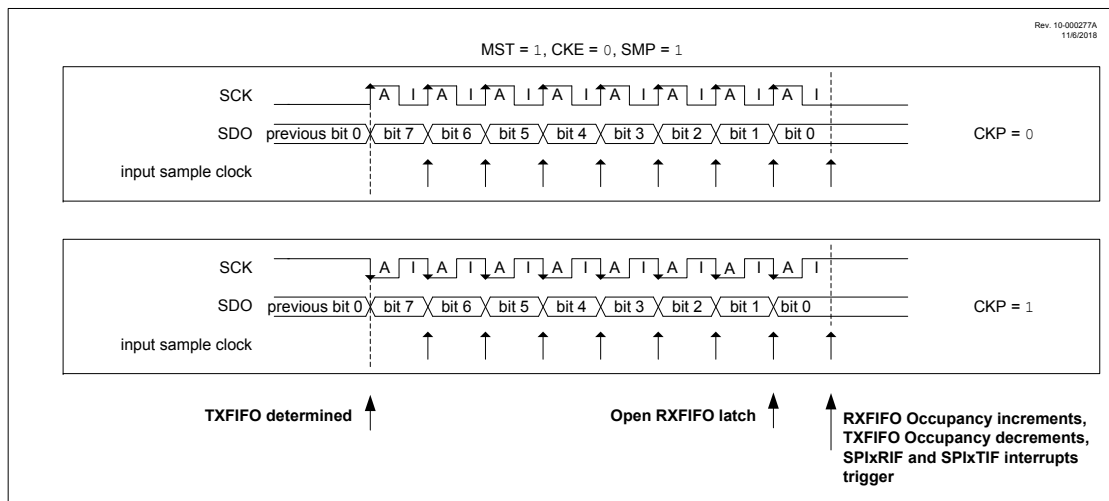 Rev. 10-000277A
11/6/2018
MST = 1, CKE = 0, SMP = 1
SCK A I A I A I A I A I A I A I A I
SDO previous bit 0 bit 7 bit 6 bit 5 bit 4 bit 3 bit 2 bit 1 bit 0 CKP = 0
input sample clock
SCK A I A I A I A I A I A I A I A I
SDO previous bit 0 bit 7 bit 6 bit 5 bit 4 bit 3 bit 2 bit 1 bit 0 CKP = 1
input sample clock
TXFIFO determined
Open RXFIFO latch
RXFIFO Occupancy increments,
TXFIFO Occupancy decrements,
SPIxRIF and SPIxTIF interrupts
trigger